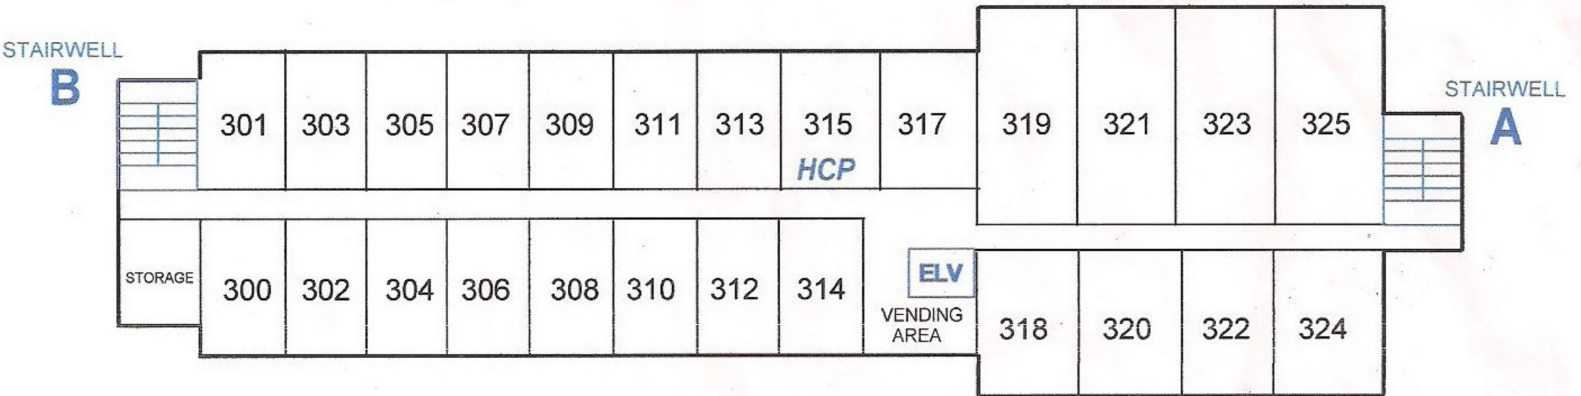 STAIRWELL
B
STAIRWELL
A
301 303 305 307 309 311 313 315 317 319 321 323 325
HCP
STORAGE
300 302 304 306 308 310 312 314
ELV
VENDING
AREA
318 320 322 324